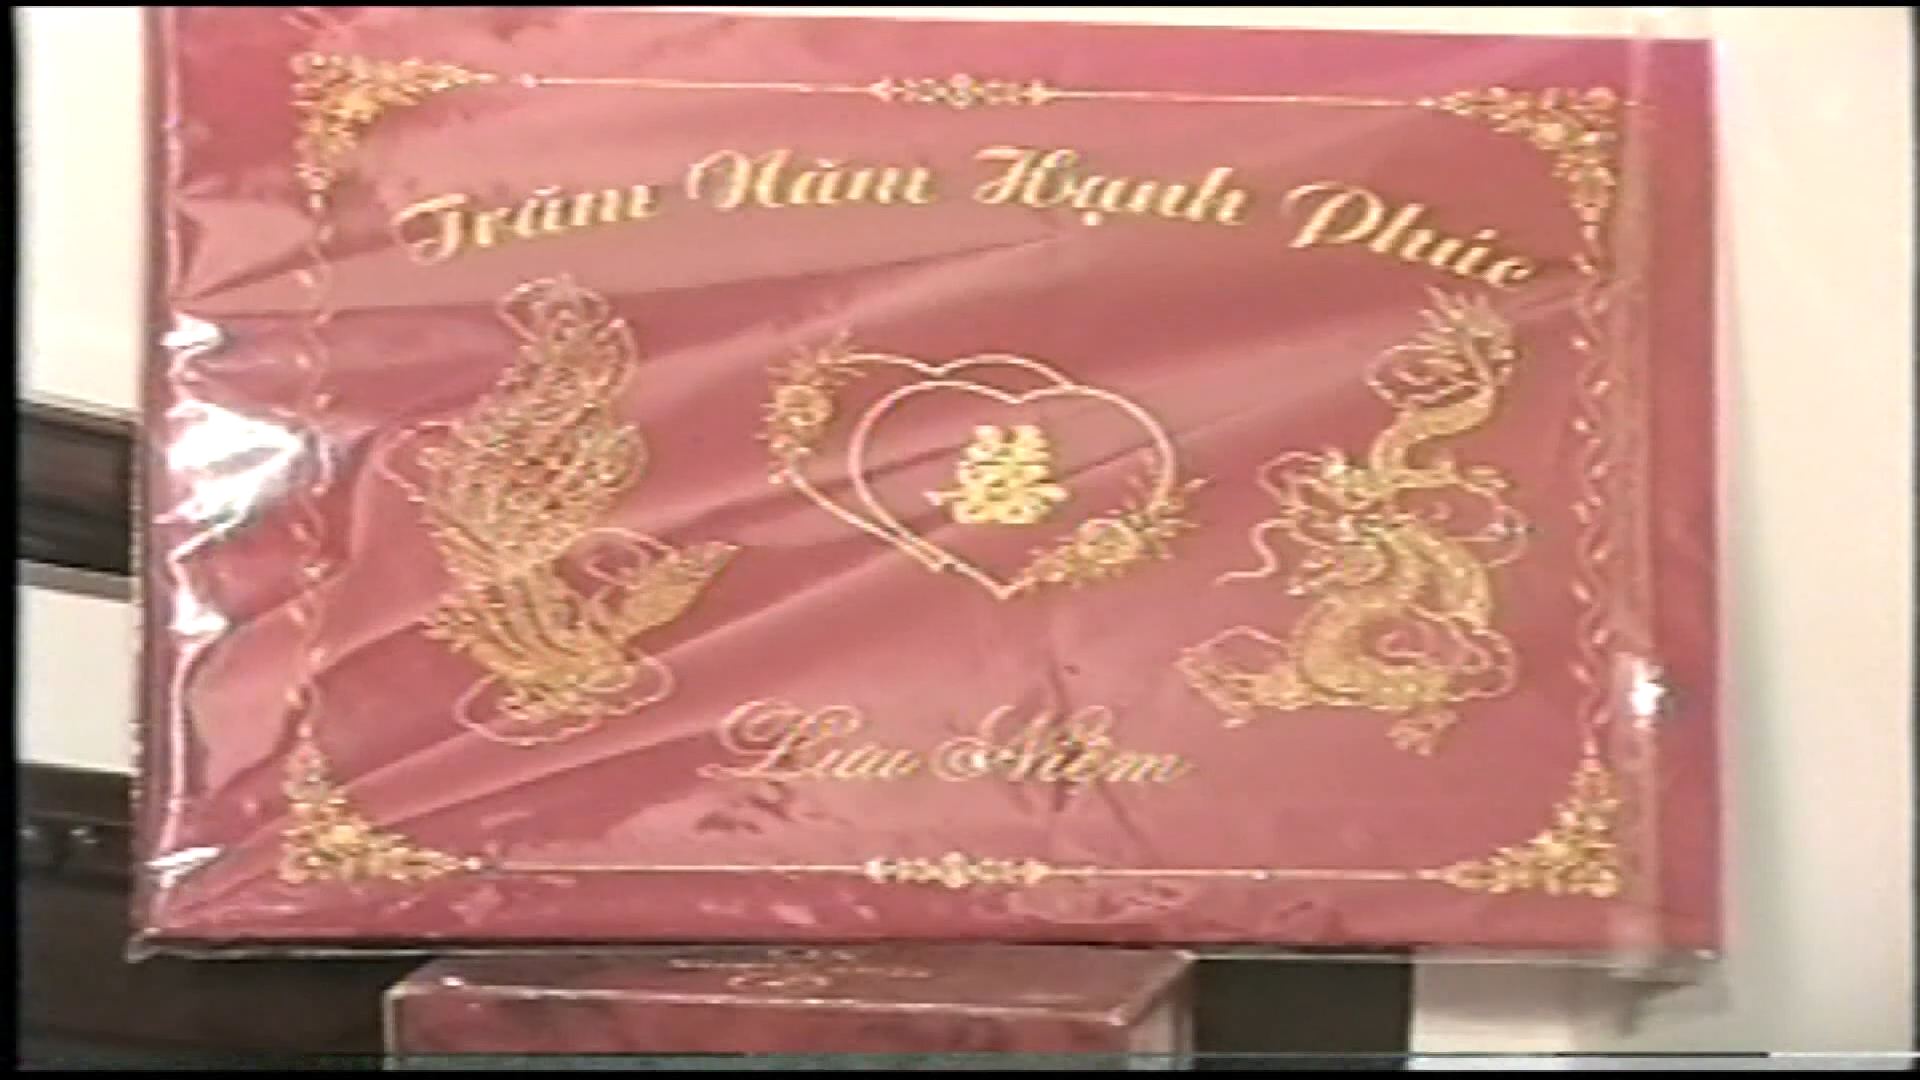 Trăm Năm Hạnh Phúc
囍
Lưu Niệm